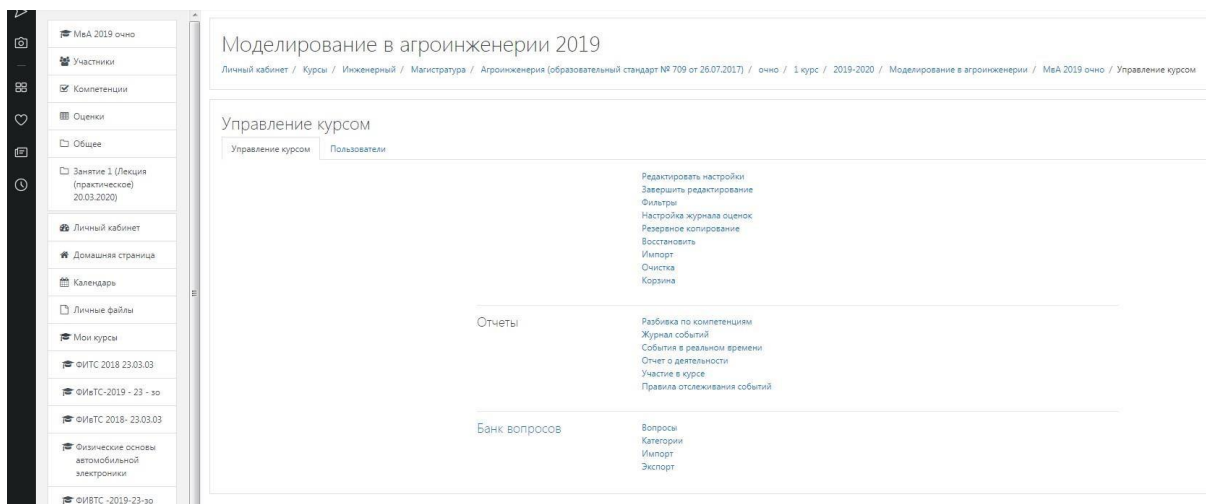 МвА 2019 очно
Участники
Компетенции
Оценки
Общее
Занятие 1 (Лекция
(практическое)
20.03.2020)
Личный кабинет
Домашняя страница
Календарь
Личные файлы
Мои курсы
ФИТС 2018 23.03.03
ФИвТС-2019 - 23 - зо
ФИвТС 2018- 23.03.03
Физические основы
автомобильной
электроники
ФИВТС -2019-23-зо
Моделирование в агроинженерии 2019
Личный кабинет / Курсы / Инженерный / Магистратура / Агроинженерия (образовательный стандарт № 709 от 26.07.2017) / очно / 1 курс / 2019-2020 / Моделирование в агроинженерии / МвА 2019 очно / Управление курсом
Управление курсом
Управление курсом Пользователи
Редактировать настройки
Завершить редактирование
Фильтры
Настройка журнала оценок
Резервное копирование
Восстановить
Импорт
Очистка
Корзина
Отчеты
Разбивка по компетенциям
Журнал событий
События в реальном времени
Отчет о деятельности
Участие в курсе
Правила отслеживания событий
Банк вопросов
Вопросы
Категории
Импорт
Экспорт